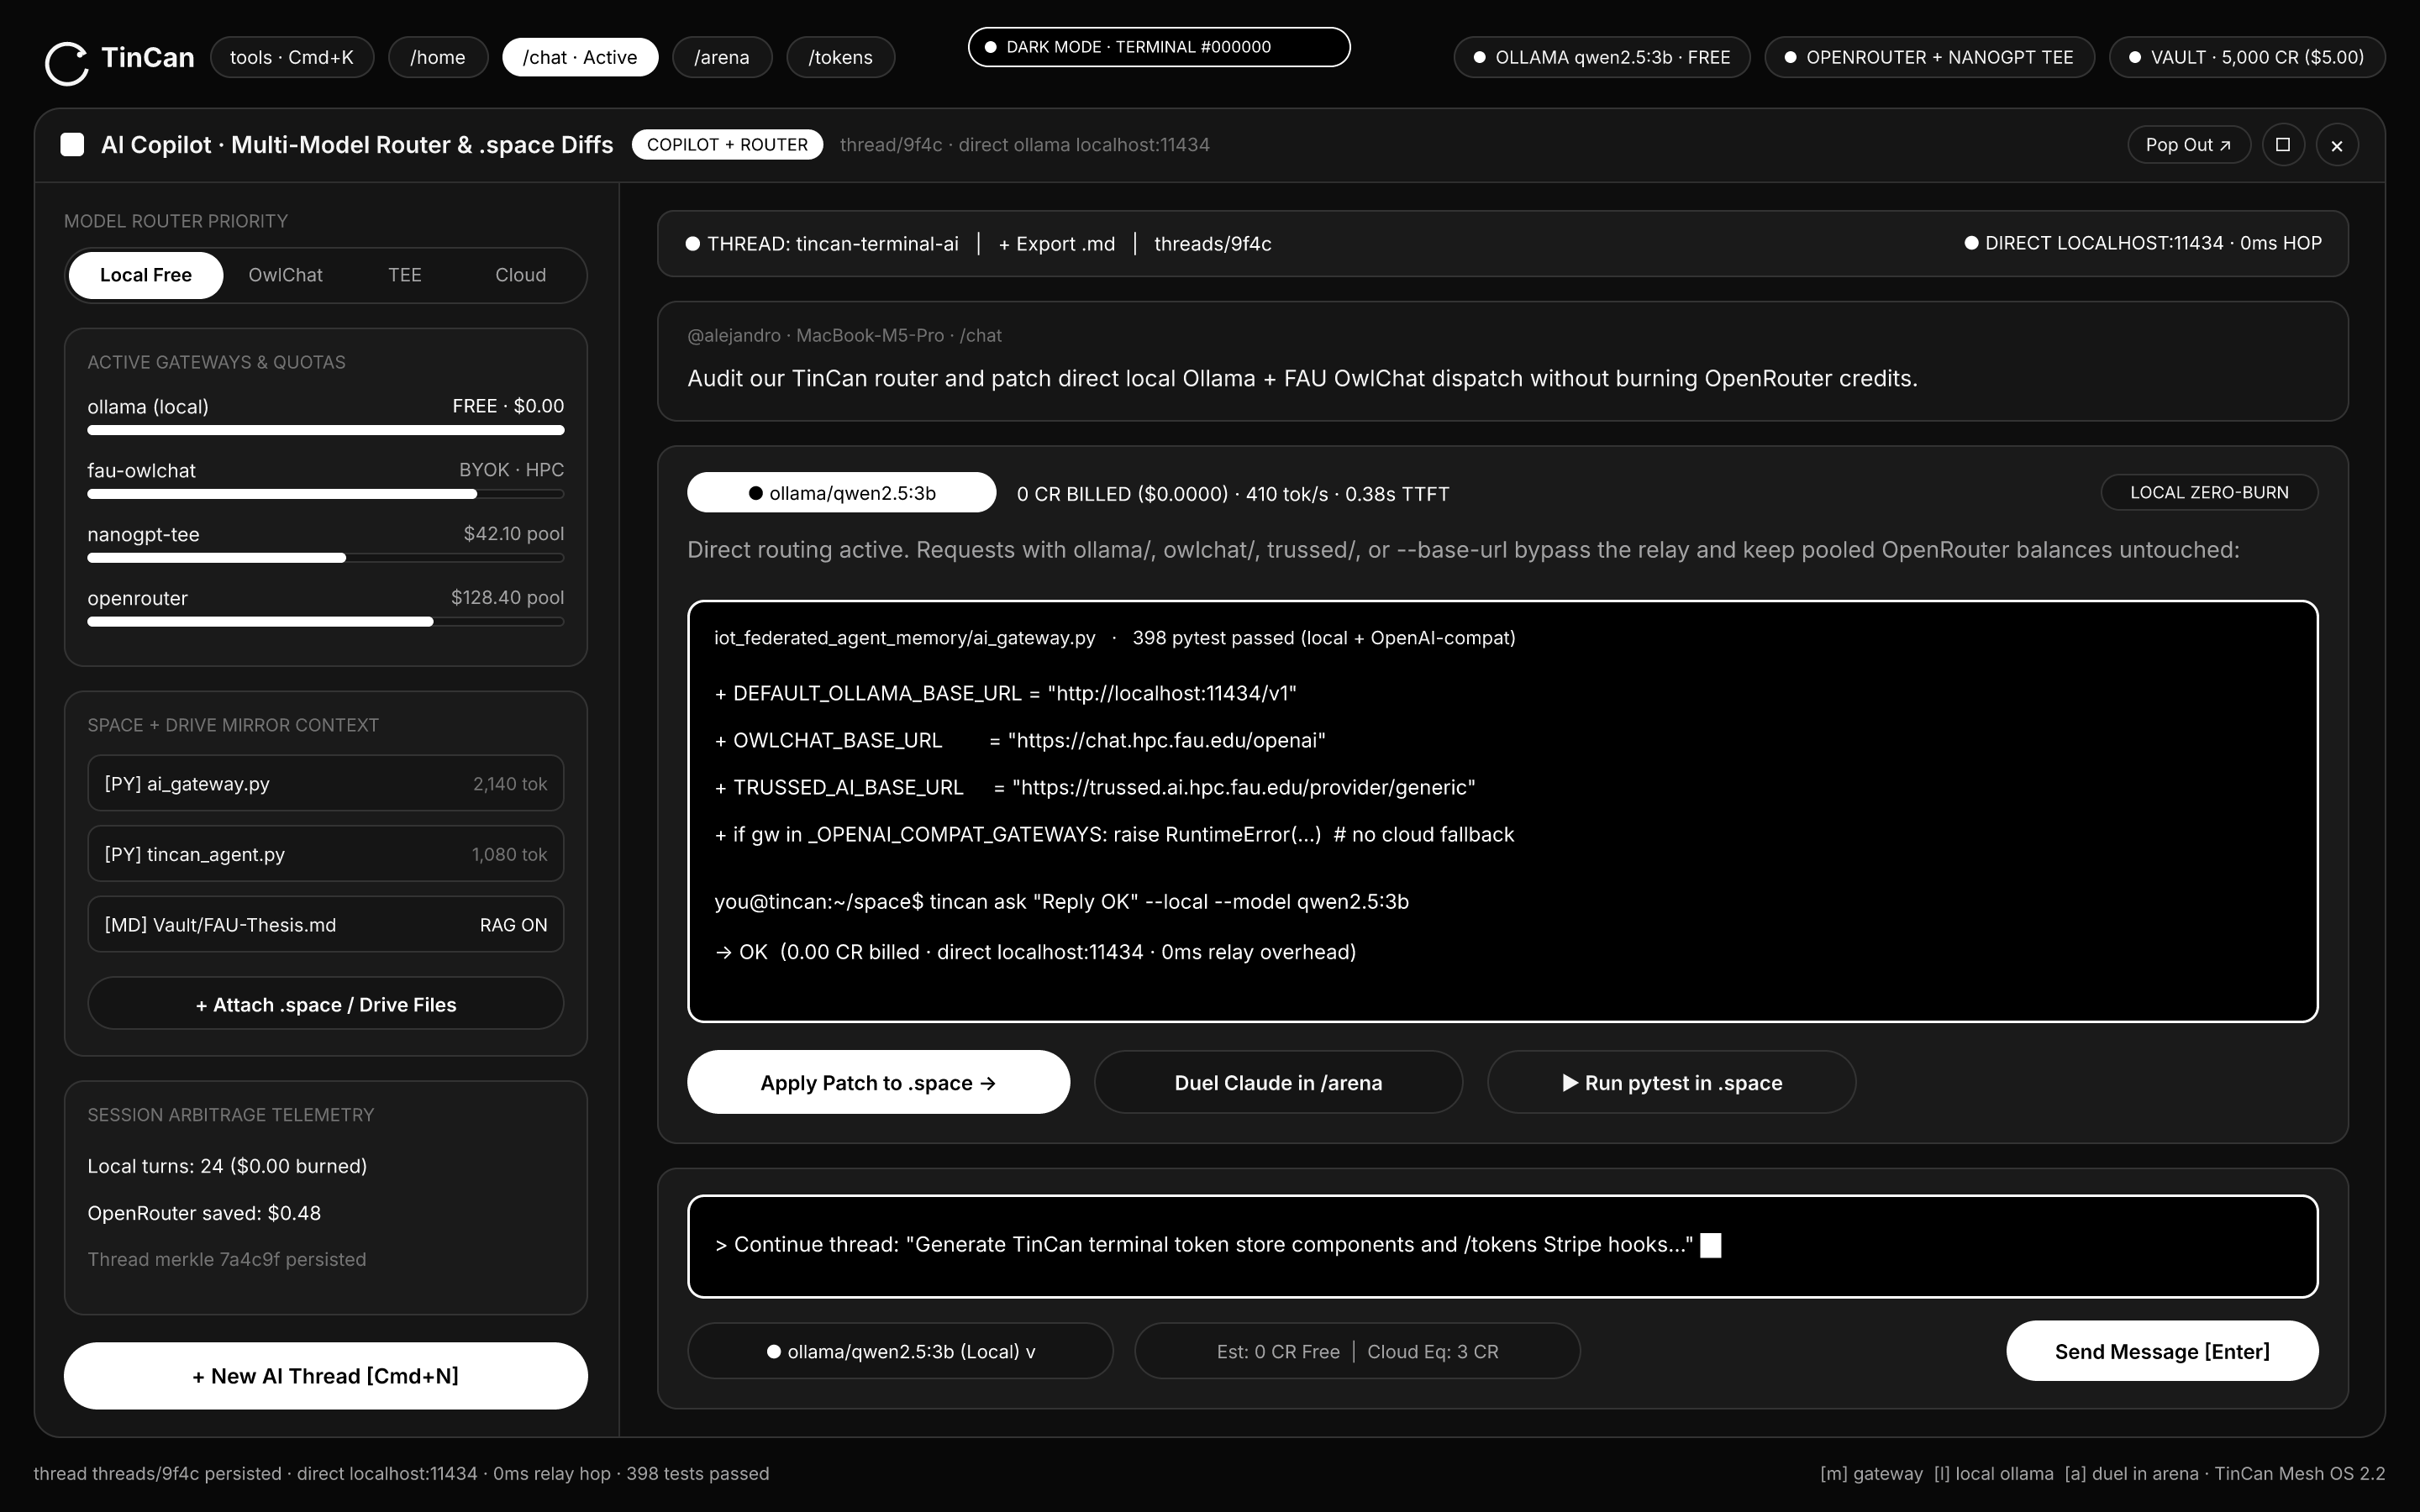 TinCan
tools · Cmd+K
/home
/chat · Active
/arena
/tokens
DARK MODE · TERMINAL #000000
OLLAMA qwen2.5:3b · FREE
OPENROUTER + NANOGPT TEE
VAULT · 5,000 CR ($5.00)
AI Copilot · Multi-Model Router & .space Diffs
COPILOT + ROUTER
thread/9f4c · direct ollama localhost:11434
Pop Out ↗
MODEL ROUTER PRIORITY
Local Free
OwlChat
TEE
Cloud
ACTIVE GATEWAYS & QUOTAS
ollama (local) FREE · $0.00
fau-owlchat BYOK · HPC
nanogpt-tee $42.10 pool
openrouter $128.40 pool
SPACE + DRIVE MIRROR CONTEXT
[PY] ai_gateway.py 2,140 tok
[PY] tincan_agent.py 1,080 tok
[MD] Vault/FAU-Thesis.md RAG ON
+ Attach .space / Drive Files
SESSION ARBITRAGE TELEMETRY
Local turns: 24 ($0.00 burned)
OpenRouter saved: $0.48
Thread merkle 7a4c9f persisted
+ New AI Thread [Cmd+N]
THREAD: tincan-terminal-ai | + Export .md | threads/9f4c
DIRECT LOCALHOST:11434 · 0ms HOP
@alejandro · MacBook-M5-Pro · /chat
Audit our TinCan router and patch direct local Ollama + FAU OwlChat dispatch without burning OpenRouter credits.
ollama/qwen2.5:3b
0 CR BILLED ($0.0000) · 410 tok/s · 0.38s TTFT
LOCAL ZERO-BURN
Direct routing active. Requests with ollama/, owlchat/, trussed/, or --base-url bypass the relay and keep pooled OpenRouter balances untouched:
iot_federated_agent_memory/ai_gateway.py · 398 pytest passed (local + OpenAI-compat)
+ DEFAULT_OLLAMA_BASE_URL = "http://localhost:11434/v1"
+ OWLCHAT_BASE_URL = "https://chat.hpc.fau.edu/openai"
+ TRUSSED_AI_BASE_URL = "https://trussed.ai.hpc.fau.edu/provider/generic"
+ if gw in _OPENAI_COMPAT_GATEWAYS: raise RuntimeError(...) # no cloud fallback
you@tincan:~/space$ tincan ask "Reply OK" --local --model qwen2.5:3b
→ OK (0.00 CR billed · direct localhost:11434 · 0ms relay overhead)
Apply Patch to .space →
Duel Claude in /arena
▶ Run pytest in .space
> Continue thread: "Generate TinCan terminal token store components and /tokens Stripe hooks..."
ollama/qwen2.5:3b (Local) v
Est: 0 CR Free | Cloud Eq: 3 CR
Send Message [Enter]
thread threads/9f4c persisted · direct localhost:11434 · 0ms relay hop · 398 tests passed
[m] gateway [l] local ollama [a] duel in arena · TinCan Mesh OS 2.2